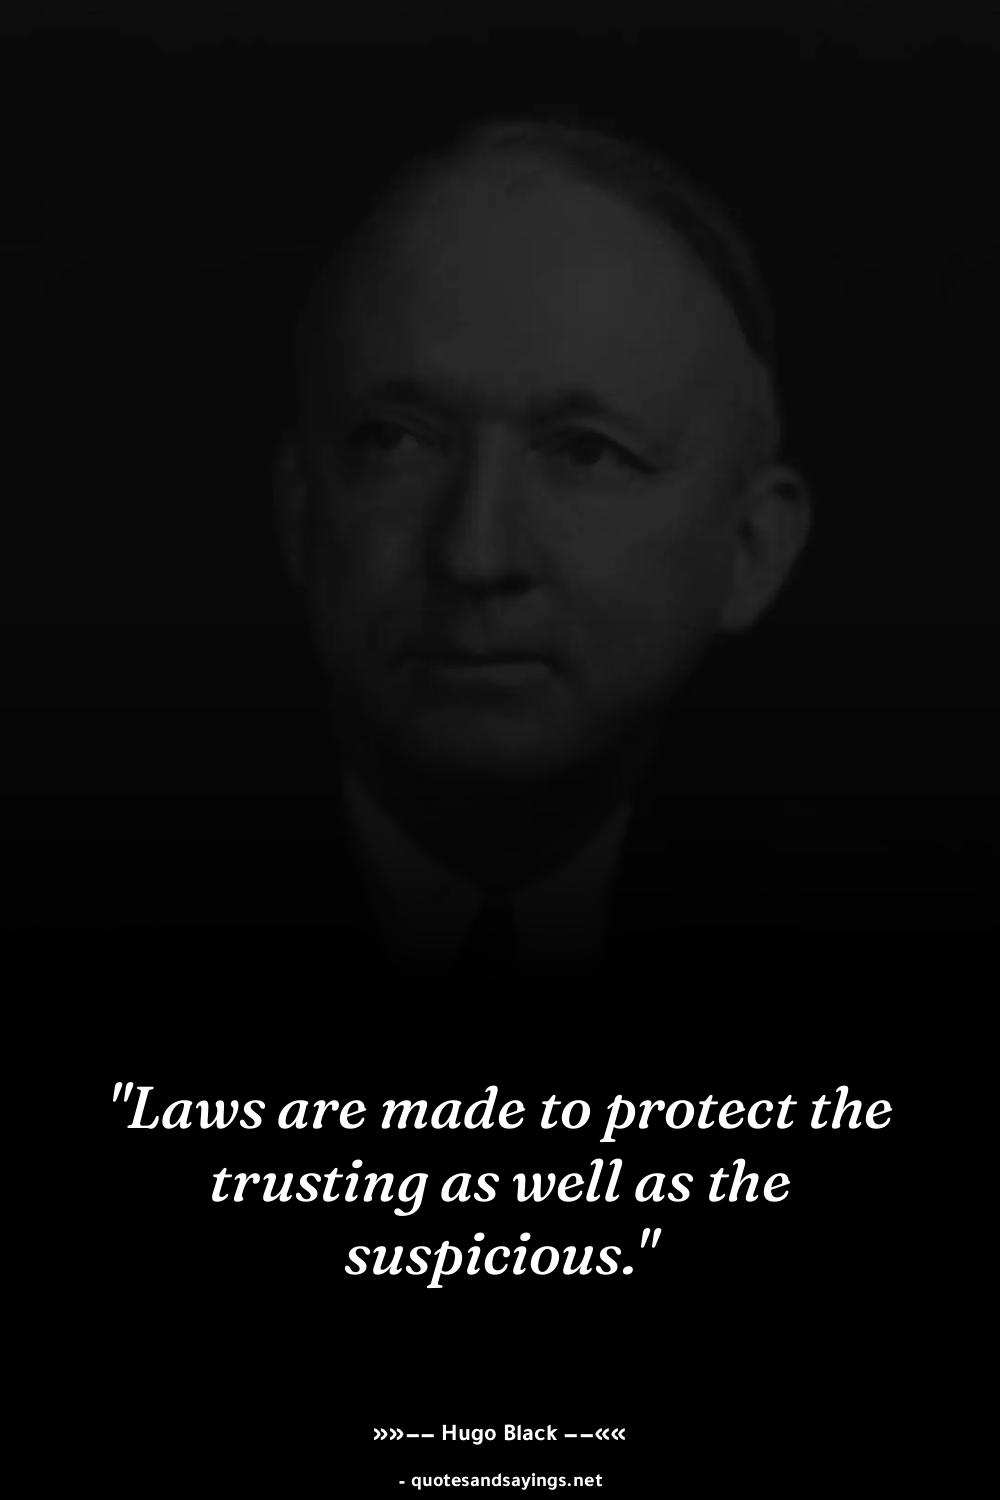 "Laws are made to protect the
trusting as well as the
suspicious."
»»–– Hugo Black ––««
- quotesandsayings.net